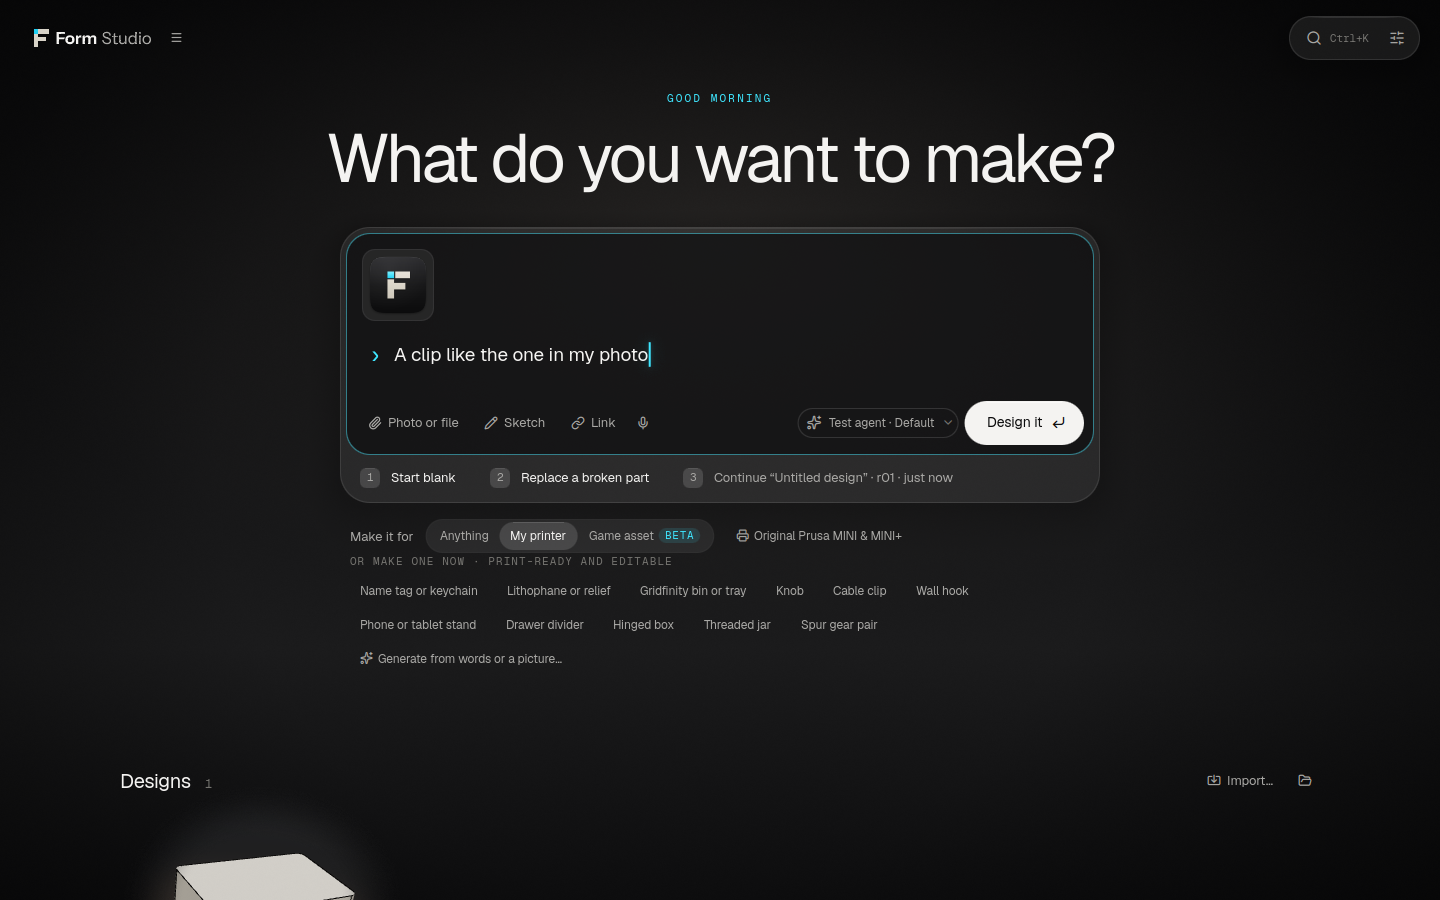 Form Studio
Ctrl+K
GOOD MORNING
What do you want to make?
F
A clip like the one in my photo
Photo or file Sketch Link Test agent · Default Design it
1 Start blank 2 Replace a broken part 3 Continue “Untitled design” · r01 · just now
Make it for Anything My printer Game asset BETA Original Prusa MINI & MINI+
OR MAKE ONE NOW · PRINT-READY AND EDITABLE
Name tag or keychain Lithophane or relief Gridfinity bin or tray Knob Cable clip Wall hook
Phone or tablet stand Drawer divider Hinged box Threaded jar Spur gear pair
Generate from words or a picture…
Designs 1 Import…